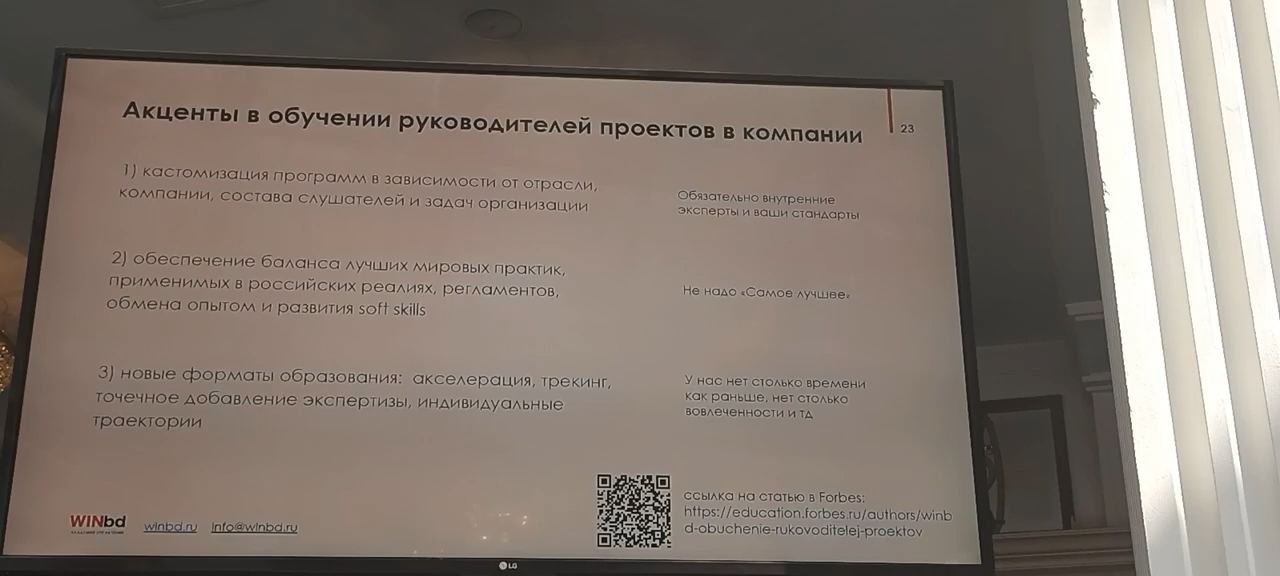 Акценты в обучении руководителей проектов в компании
23
1) кастомизация программ в зависимости от отрасли,
компании, состава слушателей и задач организации
Обязательно внутренние
эксперты и ваши стандарты
2) обеспечение баланса лучших мировых практик,
применимых в российских реалиях, регламентов,
обмена опытом и развития soft skills
Не надо «Самое лучшее»
3) новые форматы образования: акселерация, трекинг,
точечное добавление экспертизы, индивидуальные
траектории
У нас нет столько времени
как раньше, нет столько
вовлеченности и тд
WINbd
winbd.ru
info@winbd.ru
ссылка на статью в Forbes:
https://education.forbes.ru/authors/winb
d-obuchenie-rukovoditelej-proektov
LG